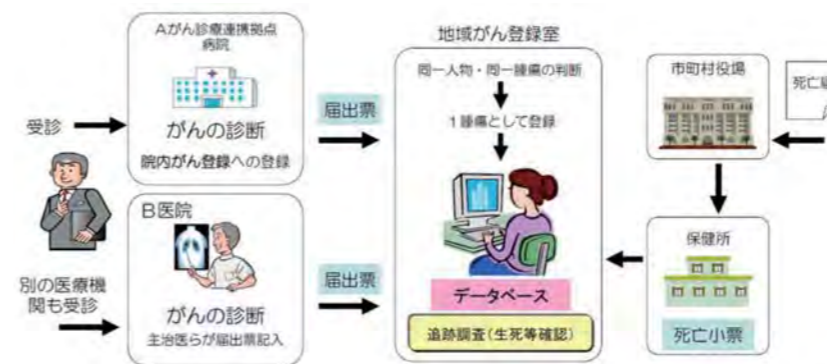 受診
別の医療機
関も受診
Aがん診療連携拠点
病院
がんの診断
院内がん登録への登録
B医院
がんの診断
主治医らが届出票記入
届出票
届出票
地域がん登録室
同一人物・同一腫瘍の判断
1腫瘍として登録
データベース
追跡調査(生死等確認)
市町村役場
保健所
死亡小票
死亡届